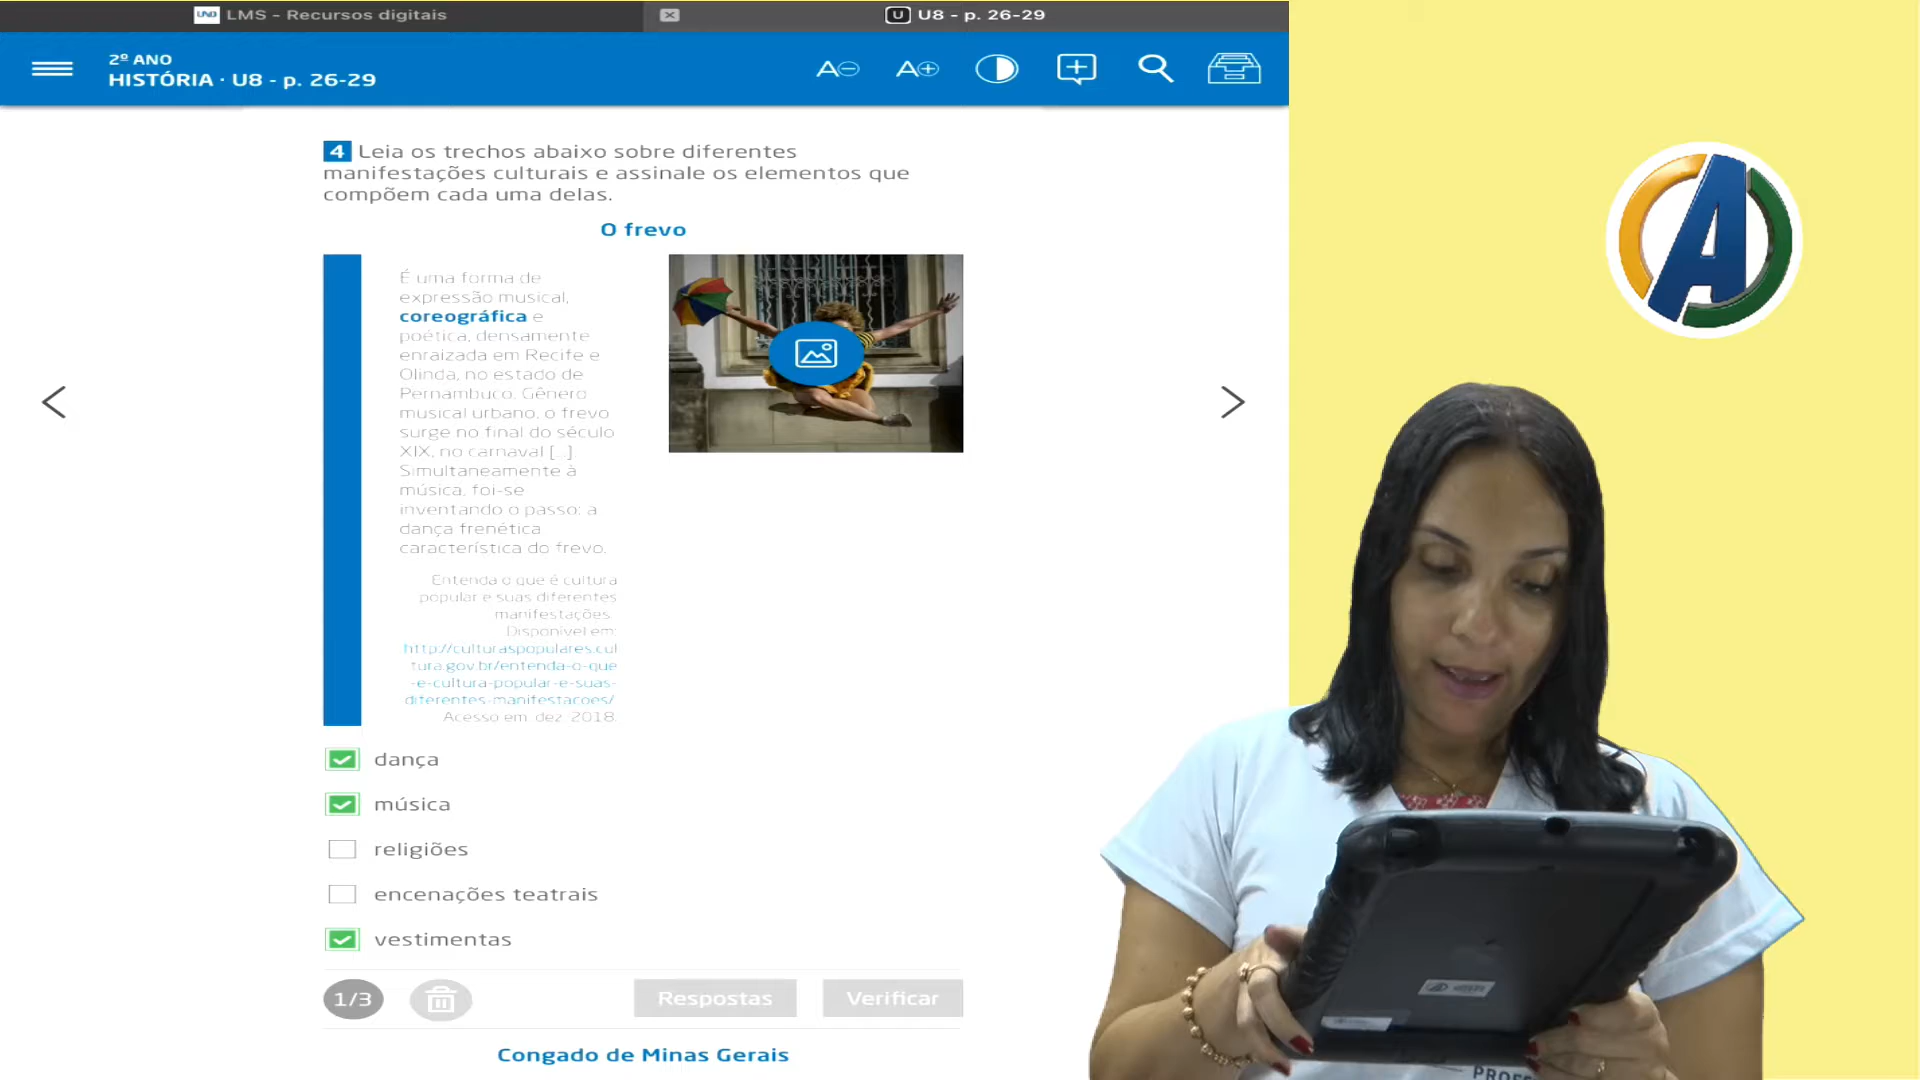 LMS - Recursos digitais
U8 - p. 26-29
2º ANO
HISTÓRIA · U8 - p. 26-29
4 Leia os trechos abaixo sobre diferentes
manifestações culturais e assinale os elementos que
compõem cada uma delas.
O frevo
É uma forma de
expressão musical,
coreográfica e
poética, densamente
enraizada em Recife e
Olinda, no estado de
Pernambuco. Gênero
musical urbano, o frevo
surge no final do século
XIX, no carnaval [...]
Simultaneamente à
música, foi-se
inventando o passo: a
dança frenética
característica do frevo.
Entenda o que é cultura
popular e suas diferentes
manifestações.
Disponível em:
http://culturaspopulares.cul
tura.gov.br/entenda-o-que
-e-cultura-popular-e-suas-
diferentes-manifestacoes/
Acesso em: dez. 2018.
dança
música
religiões
encenações teatrais
vestimentas
1/3
Respostas
Verificar
Congado de Minas Gerais